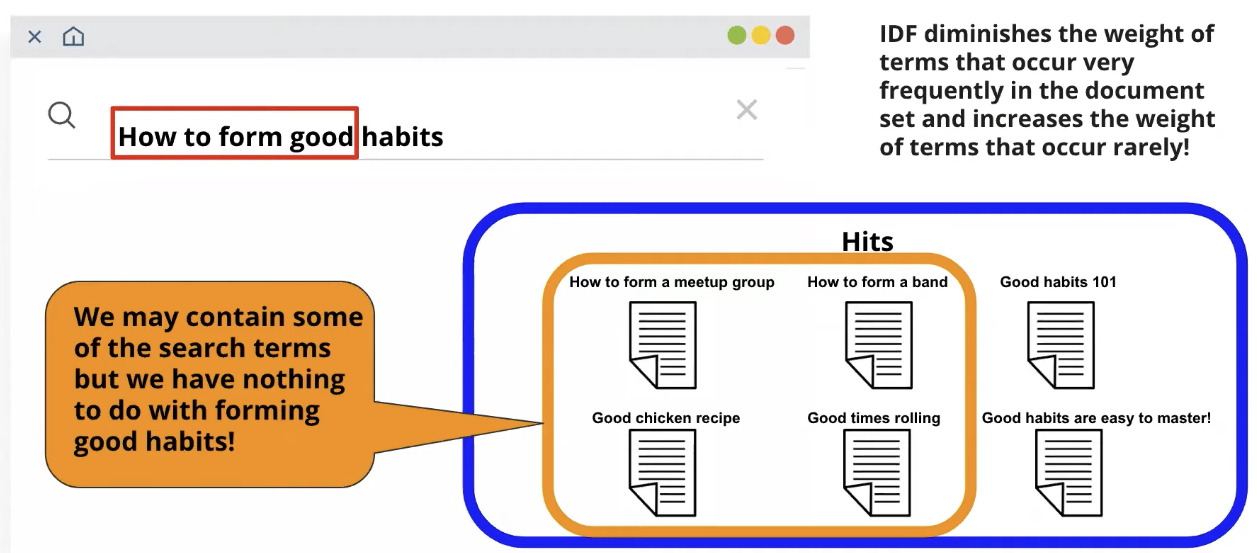 How to form good habits
IDF diminishes the weight of
terms that occur very
frequently in the document
set and increases the weight
of terms that occur rarely!
Hits
How to form a meetup group
How to form a band
Good habits 101
Good chicken recipe
Good times rolling
Good habits are easy to master!
We may contain some
of the search terms
but we have nothing
to do with forming
good habits!